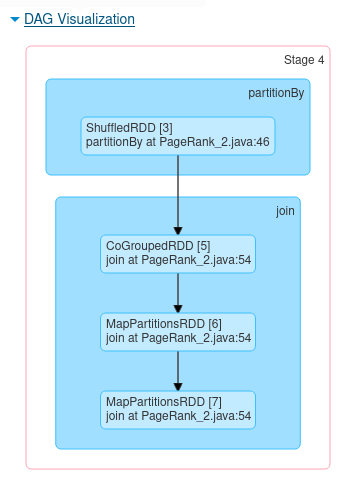 DAG Visualization
Stage 4
partitionBy
ShuffledRDD [3]
partitionBy at PageRank_2.java:46
join
CoGroupedRDD [5]
join at PageRank_2.java:54
MapPartitionsRDD [6]
join at PageRank_2.java:54
MapPartitionsRDD [7]
join at PageRank_2.java:54